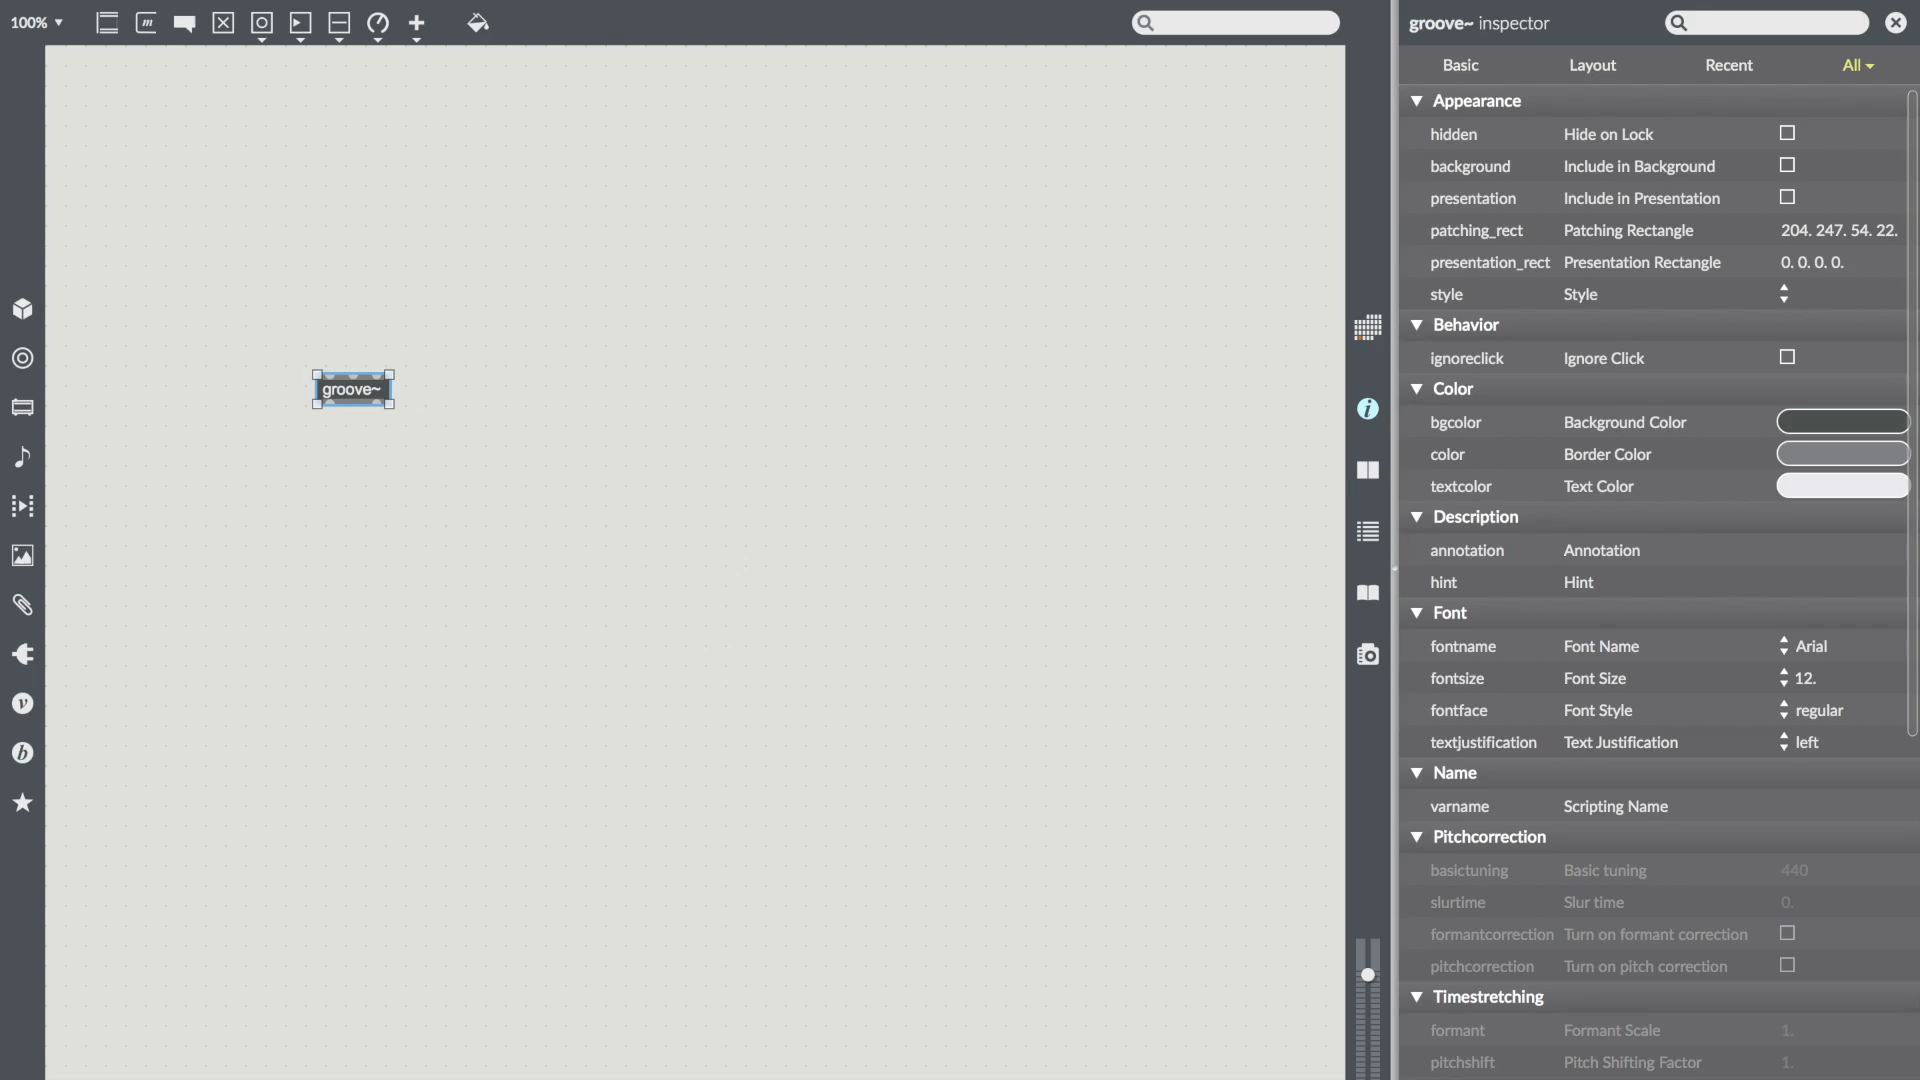 100%
m
groove~ inspector
Basic Layout Recent All
Appearance
hidden Hide on Lock
background Include in Background
presentation Include in Presentation
patching_rect Patching Rectangle 204. 247. 54. 22.
presentation_rect Presentation Rectangle 0. 0. 0. 0.
style Style
Behavior
ignoreclick Ignore Click
groove~
Color
i
bgcolor Background Color
color Border Color
textcolor Text Color
Description
annotation Annotation
hint Hint
Font
fontname Font Name Arial
fontsize Font Size 12.
fontface Font Style regular
v
textjustification Text Justification left
b
Name
varname Scripting Name
Pitchcorrection
basictuning Basic tuning 440
slurtime Slur time 0.
formantcorrection Turn on formant correction
pitchcorrection Turn on pitch correction
Timestretching
formant Formant Scale 1.
pitchshift Pitch Shifting Factor 1.